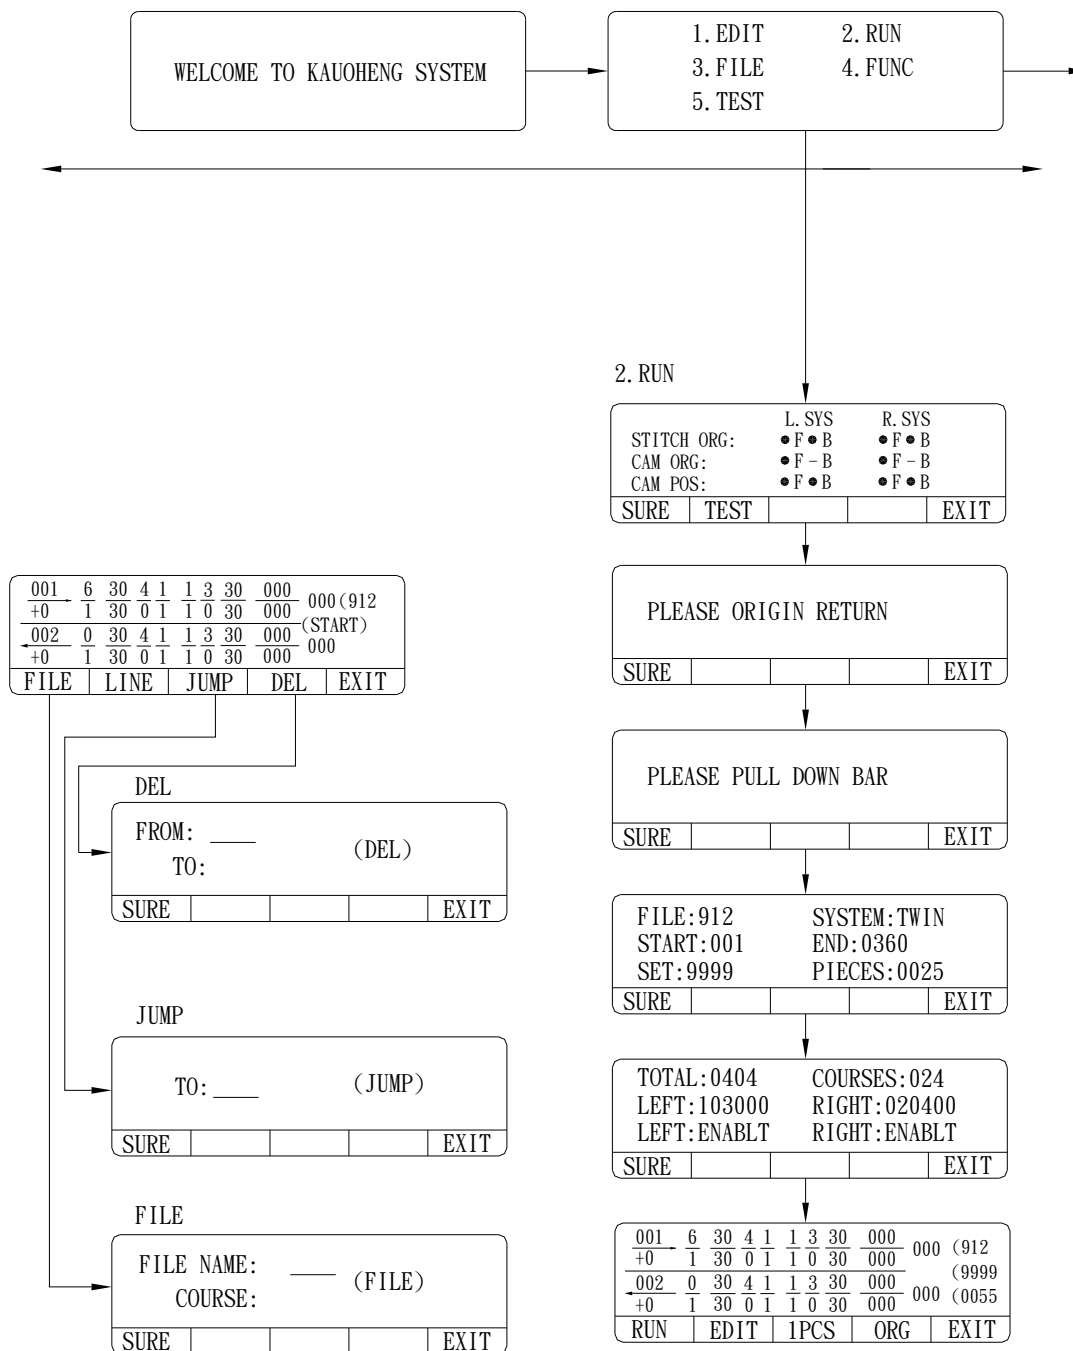 WELCOME TO KAUOHENG SYSTEM
1.EDIT 2.RUN
3.FILE 4.FUNC
5.TEST
2.RUN
L.SYS R.SYS
STITCH ORG: ●F●B ●F●B
CAM ORG: ●F-B ●F-B
CAM POS: ●F●B ●F●B
SURE TEST EXIT
PLEASE ORIGIN RETURN
SURE EXIT
PLEASE PULL DOWN BAR
SURE EXIT
FILE:912 SYSTEM:TWIN
START:001 END:0360
SET:9999 PIECES:0025
SURE EXIT
TOTAL:0404 COURSES:024
LEFT:103000 RIGHT:020400
LEFT:ENABLT RIGHT:ENABLT
SURE EXIT
001 6 30 4 1 1 3 30 000 000 (912
+0 1 30 0 1 1 0 30 000 (9999
002 0 30 4 1 1 3 30 000 000 (0055
+0 1 30 0 1 1 0 30 000
RUN EDIT 1PCS ORG EXIT
001 6 30 4 1 1 3 30 000 000(912
+0 1 30 0 1 1 0 30 000
(START)
002 0 30 4 1 1 3 30 000 000
+0 1 30 0 1 1 0 30 000
FILE LINE JUMP DEL EXIT
DEL
FROM: ___ (DEL)
TO:
SURE EXIT
JUMP
TO:___ (JUMP)
SURE EXIT
FILE
FILE NAME: ___ (FILE)
COURSE:
SURE EXIT